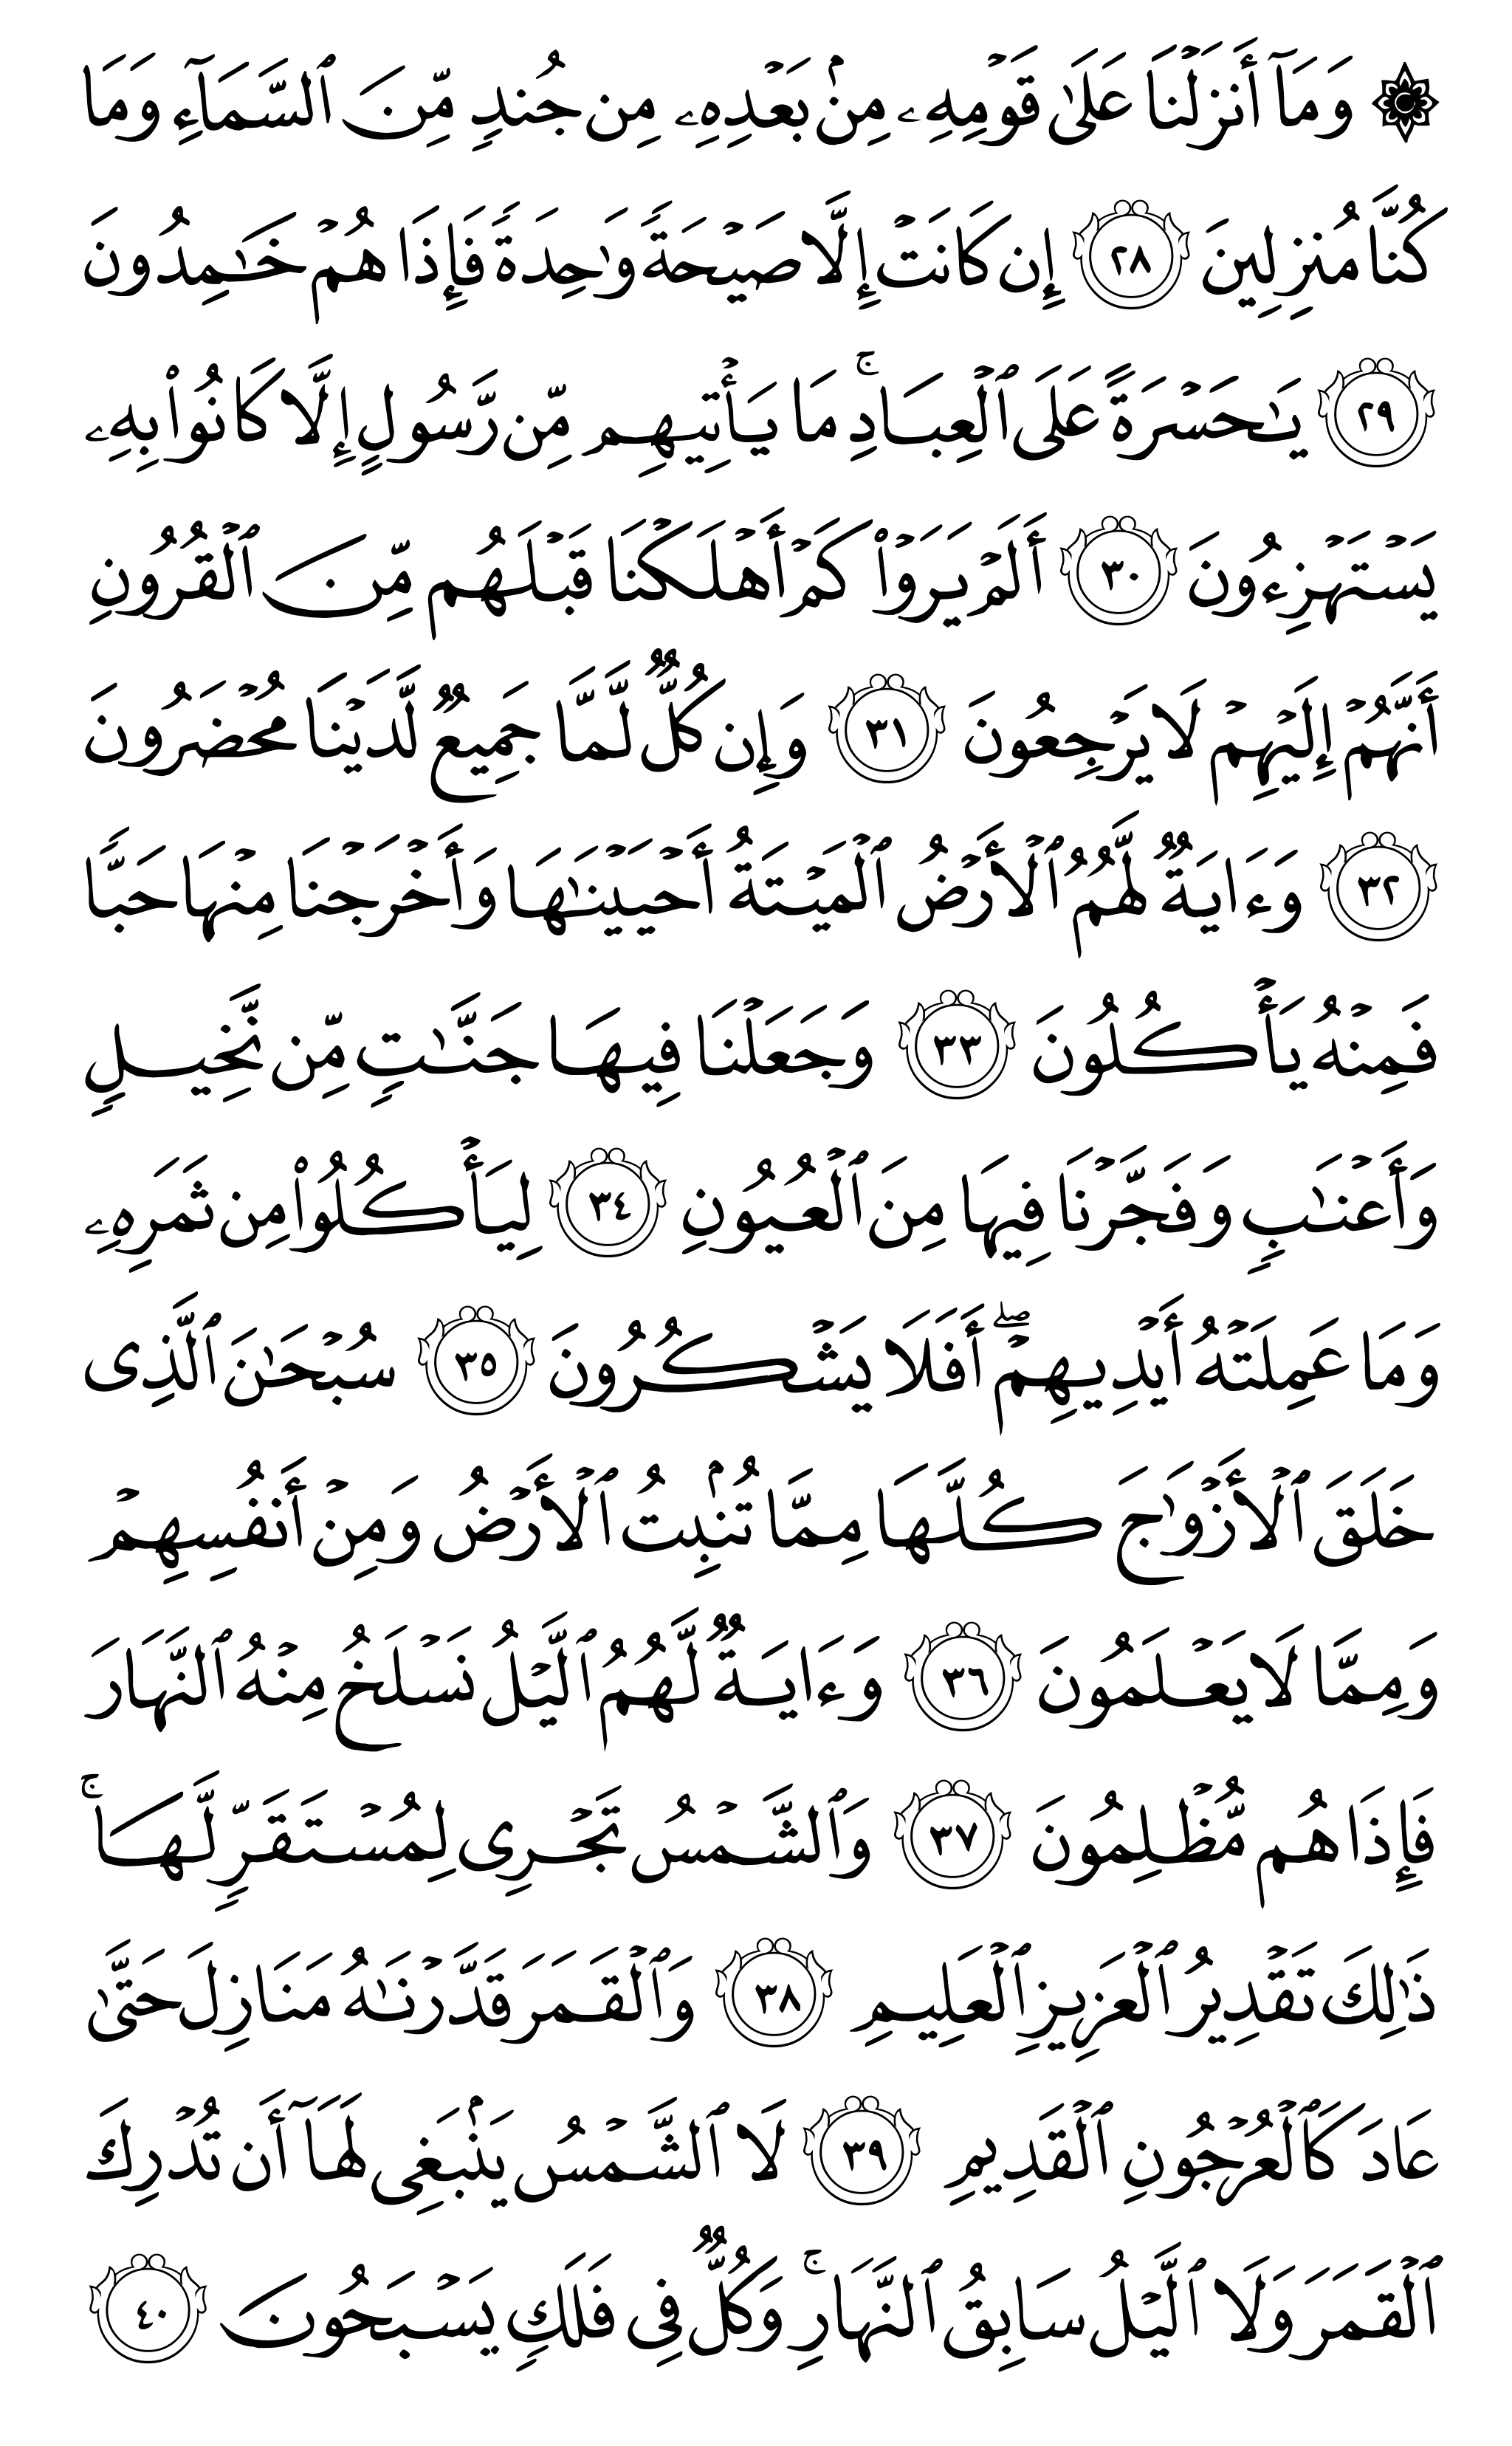 ۞ وَمَآ أَنزَلۡنَا عَلَىٰ قَوۡمِهِۦ مِنۢ بَعۡدِهِۦ مِن جُندٖ مِّنَ ٱلسَّمَآءِ وَمَا
كُنَّا مُنزِلِينَ ٢٨ إِن كَانَتۡ إِلَّا صَيۡحَةٗ وَٰحِدَةٗ فَإِذَا هُمۡ خَٰمِدُونَ
٢٩ يَٰحَسۡرَةً عَلَى ٱلۡعِبَادِۚ مَا يَأۡتِيهِم مِّن رَّسُولٍ إِلَّا كَانُواْ بِهِۦ
يَسۡتَهۡزِءُونَ ٣٠ أَلَمۡ يَرَوۡاْ كَمۡ أَهۡلَكۡنَا قَبۡلَهُم مِّنَ ٱلۡقُرُونِ
أَنَّهُمۡ إِلَيۡهِمۡ لَا يَرۡجِعُونَ ٣١ وَإِن كُلّٞ لَّمَّا جَمِيعٞ لَّدَيۡنَا مُحۡضَرُونَ
٣٢ وَءَايَةٞ لَّهُمُ ٱلۡأَرۡضُ ٱلۡمَيۡتَةُ أَحۡيَيۡنَٰهَا وَأَخۡرَجۡنَا مِنۡهَا حَبّٗا
فَمِنۡهُ يَأۡكُلُونَ ٣٣ وَجَعَلۡنَا فِيهَا جَنَّٰتٖ مِّن نَّخِيلٖ
وَأَعۡنَٰبٖ وَفَجَّرۡنَا فِيهَا مِنَ ٱلۡعُيُونِ ٣٤ لِيَأۡكُلُواْ مِن ثَمَرِهِۦ
وَمَا عَمِلَتۡهُ أَيۡدِيهِمۡۖ أَفَلَا يَشۡكُرُونَ ٣٥ سُبۡحَٰنَ ٱلَّذِي
خَلَقَ ٱلۡأَزۡوَٰجَ كُلَّهَا مِمَّا تُنۢبِتُ ٱلۡأَرۡضُ وَمِنۡ أَنفُسِهِمۡ
وَمِمَّا لَا يَعۡلَمُونَ ٣٦ وَءَايَةٞ لَّهُمُ ٱلَّيۡلُ نَسۡلَخُ مِنۡهُ ٱلنَّهَارَ
فَإِذَا هُم مُّظۡلِمُونَ ٣٧ وَٱلشَّمۡسُ تَجۡرِي لِمُسۡتَقَرّٖ لَّهَاۚ
ذَٰلِكَ تَقۡدِيرُ ٱلۡعَزِيزِ ٱلۡعَلِيمِ ٣٨ وَٱلۡقَمَرَ قَدَّرۡنَٰهُ مَنَازِلَ حَتَّىٰ
عَادَ كَٱلۡعُرۡجُونِ ٱلۡقَدِيمِ ٣٩ لَا ٱلشَّمۡسُ يَنۢبَغِي لَهَآ أَن تُدۡرِكَ
ٱلۡقَمَرَ وَلَا ٱلَّيۡلُ سَابِقُ ٱلنَّهَارِۚ وَكُلّٞ فِي فَلَكٖ يَسۡبَحُونَ ٤٠